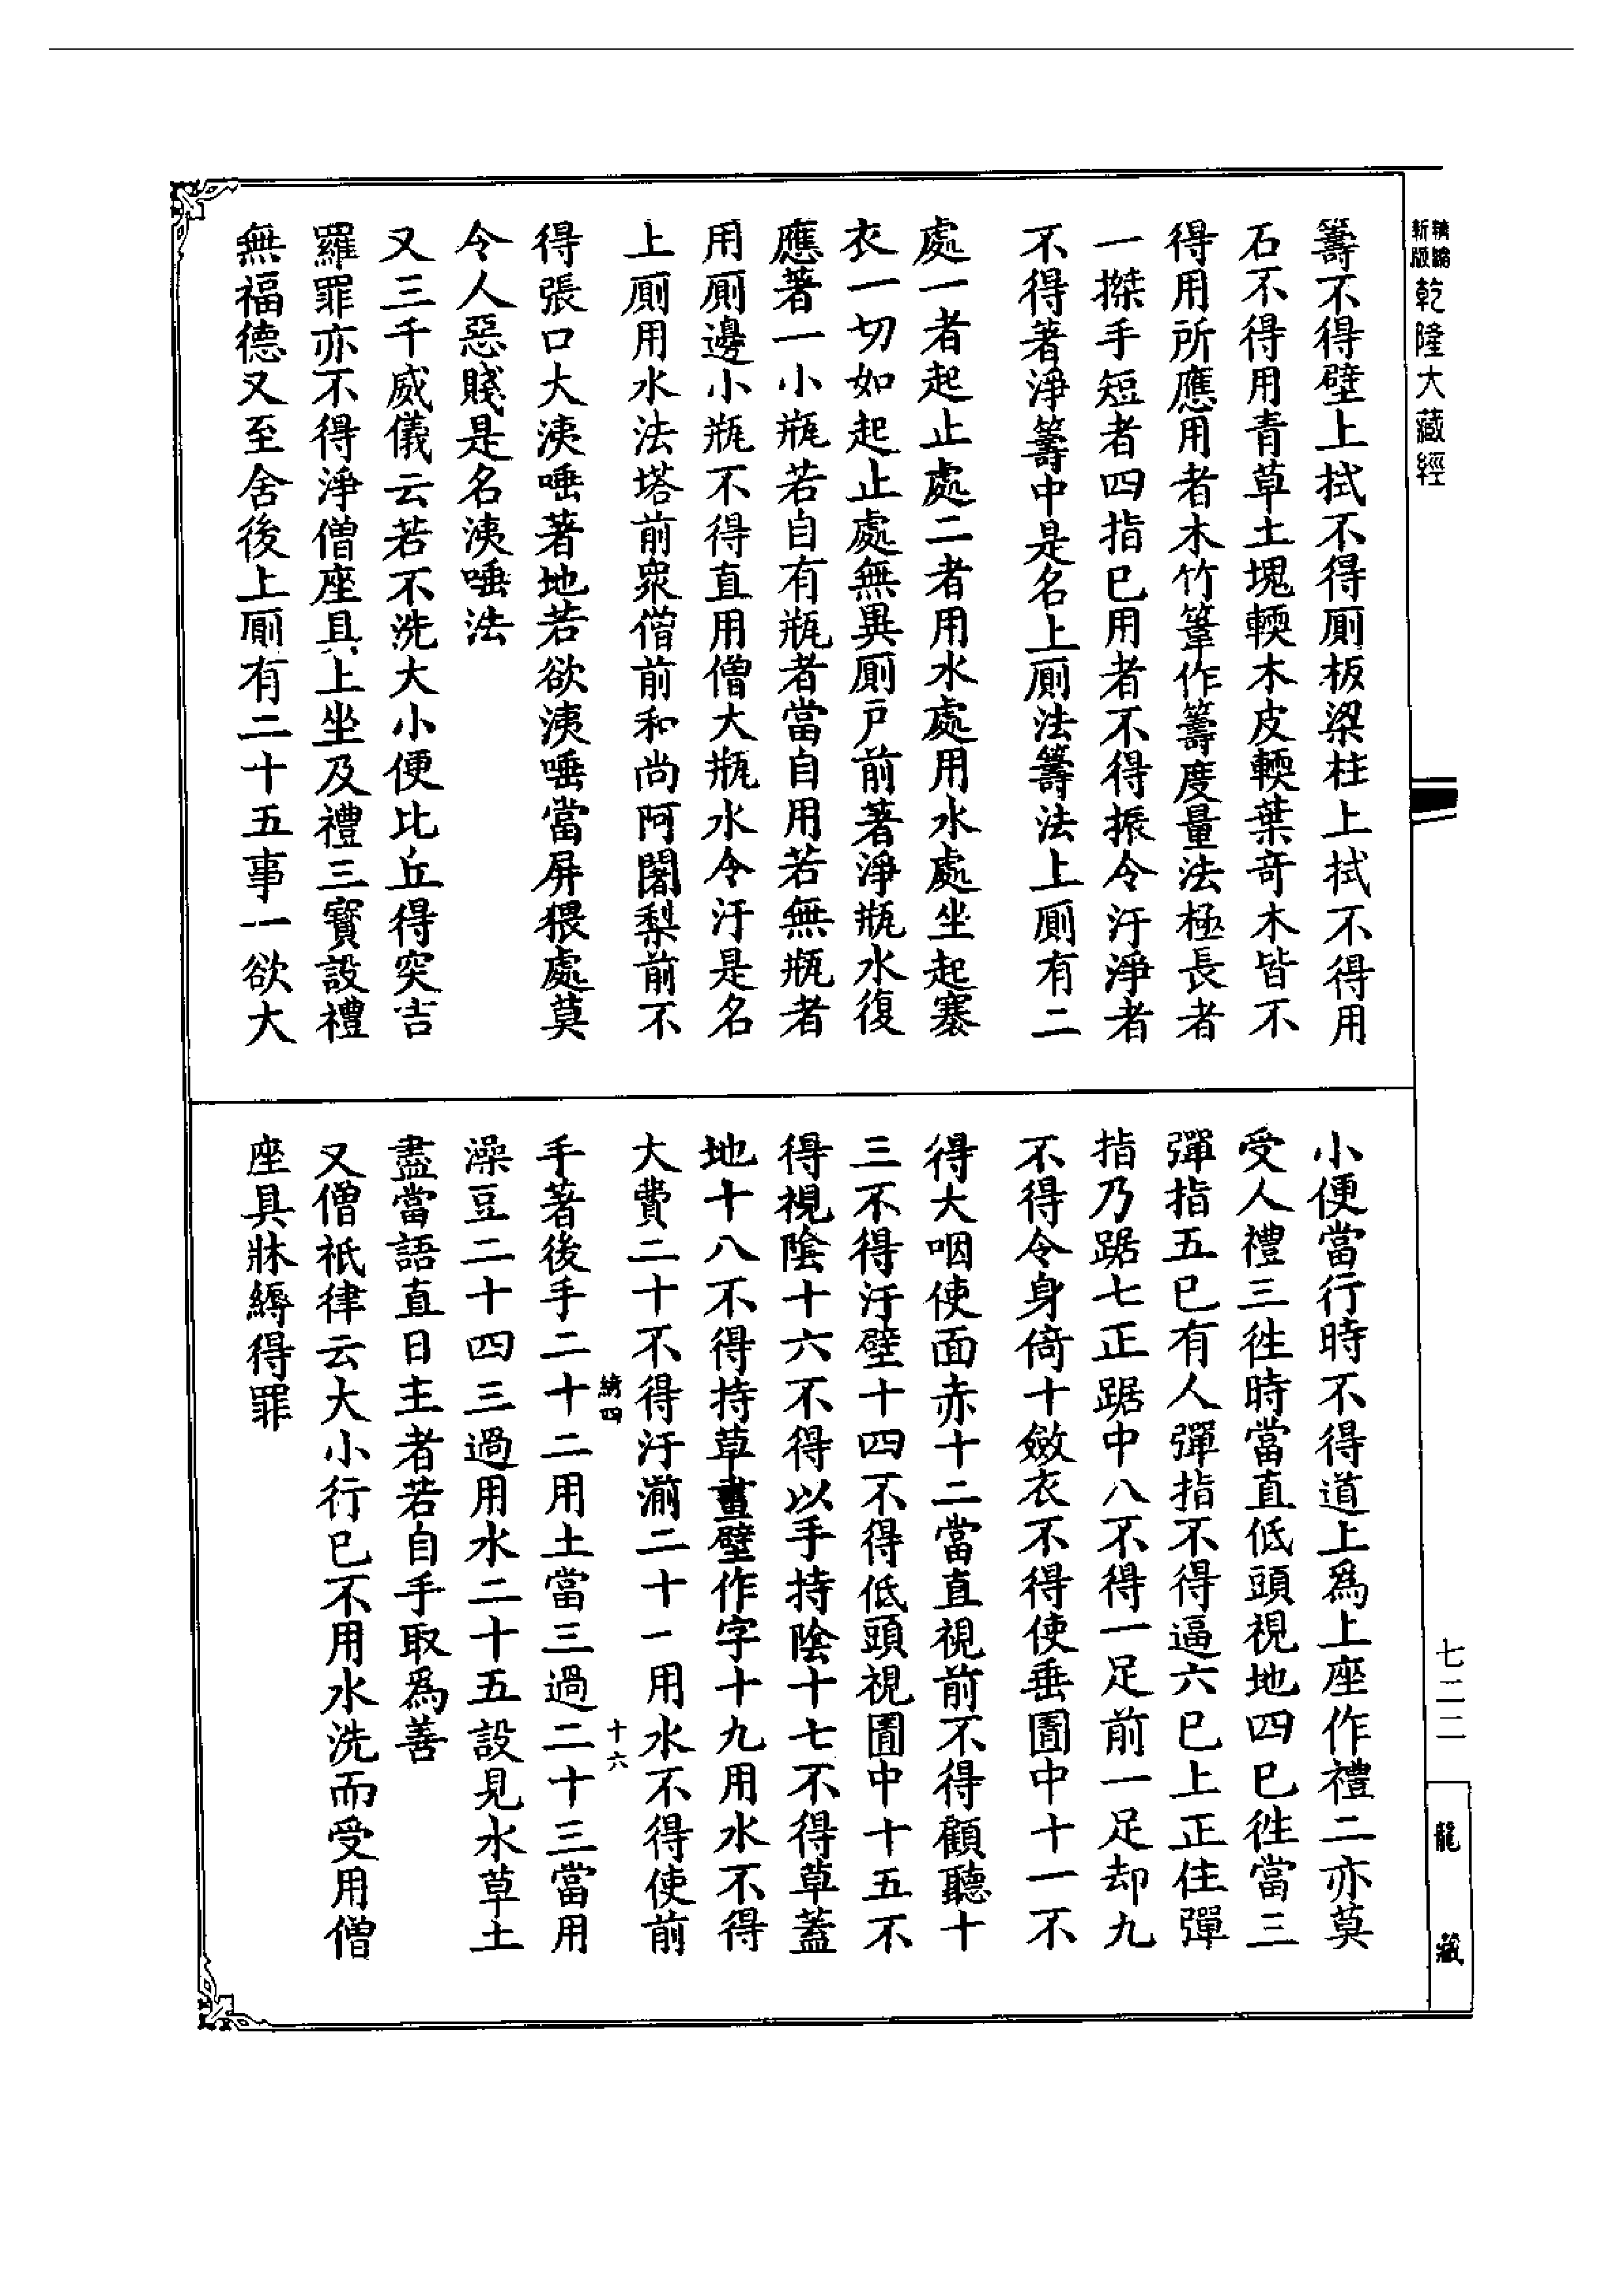 新版精縮乾隆大藏經
籌不得壁上拭不得厠板梁柱上拭不得用
石不得用青草土塊輭木皮輭葉奇木皆不
得用所應用者木竹葦作籌度量法極長者
一搩手短者四指已用者不得振令汙淨者
不得著淨籌中是名上厠法籌法上厠有二
處一者起止處二者用水處用水處坐起褰
衣一切如起止處無異厠戶前著淨瓶水復
應著一小瓶若自有瓶者當自用若無瓶者
用厠邊小瓶不得直用僧大瓶水令汙是名
上厠用水法塔前衆僧前和尚阿闍梨前不
得張口大洟唾著地若欲洟唾當屏猥處莫
令人惡賤是名洟唾法
又三千威儀云若不洗大小便比丘得突吉
羅罪亦不得淨僧座具上坐及禮三寶設禮
無福德又至舍後上厠有二十五事一欲大
小便當行時不得道上爲上座作禮二亦莫
受人禮三徃時當直低頭視地四已徃當三
彈指五已有人彈指不得逼六已上正住彈
指乃踞七正踞中八不得一足前一足却九
不得令身倚十斂衣不得使垂圊中十一不
得大咽使面赤十二當直視前不得顧聽十
三不得汙壁十四不得低頭視圊中十五不
得視陰十六不得以手持陰十七不得草蓋
地十八不得持草畫壁作字十九用水不得
大費二十不得汙湔二十一用水不得使前
手著後手二十二用土當三過二十三當用
澡豆二十四三過用水二十五設見水草土
盡當語直日主者若自手取爲善
又僧祇律云大小行已不用水洗而受用僧
座具牀縟得罪
十六
七二二
龍藏